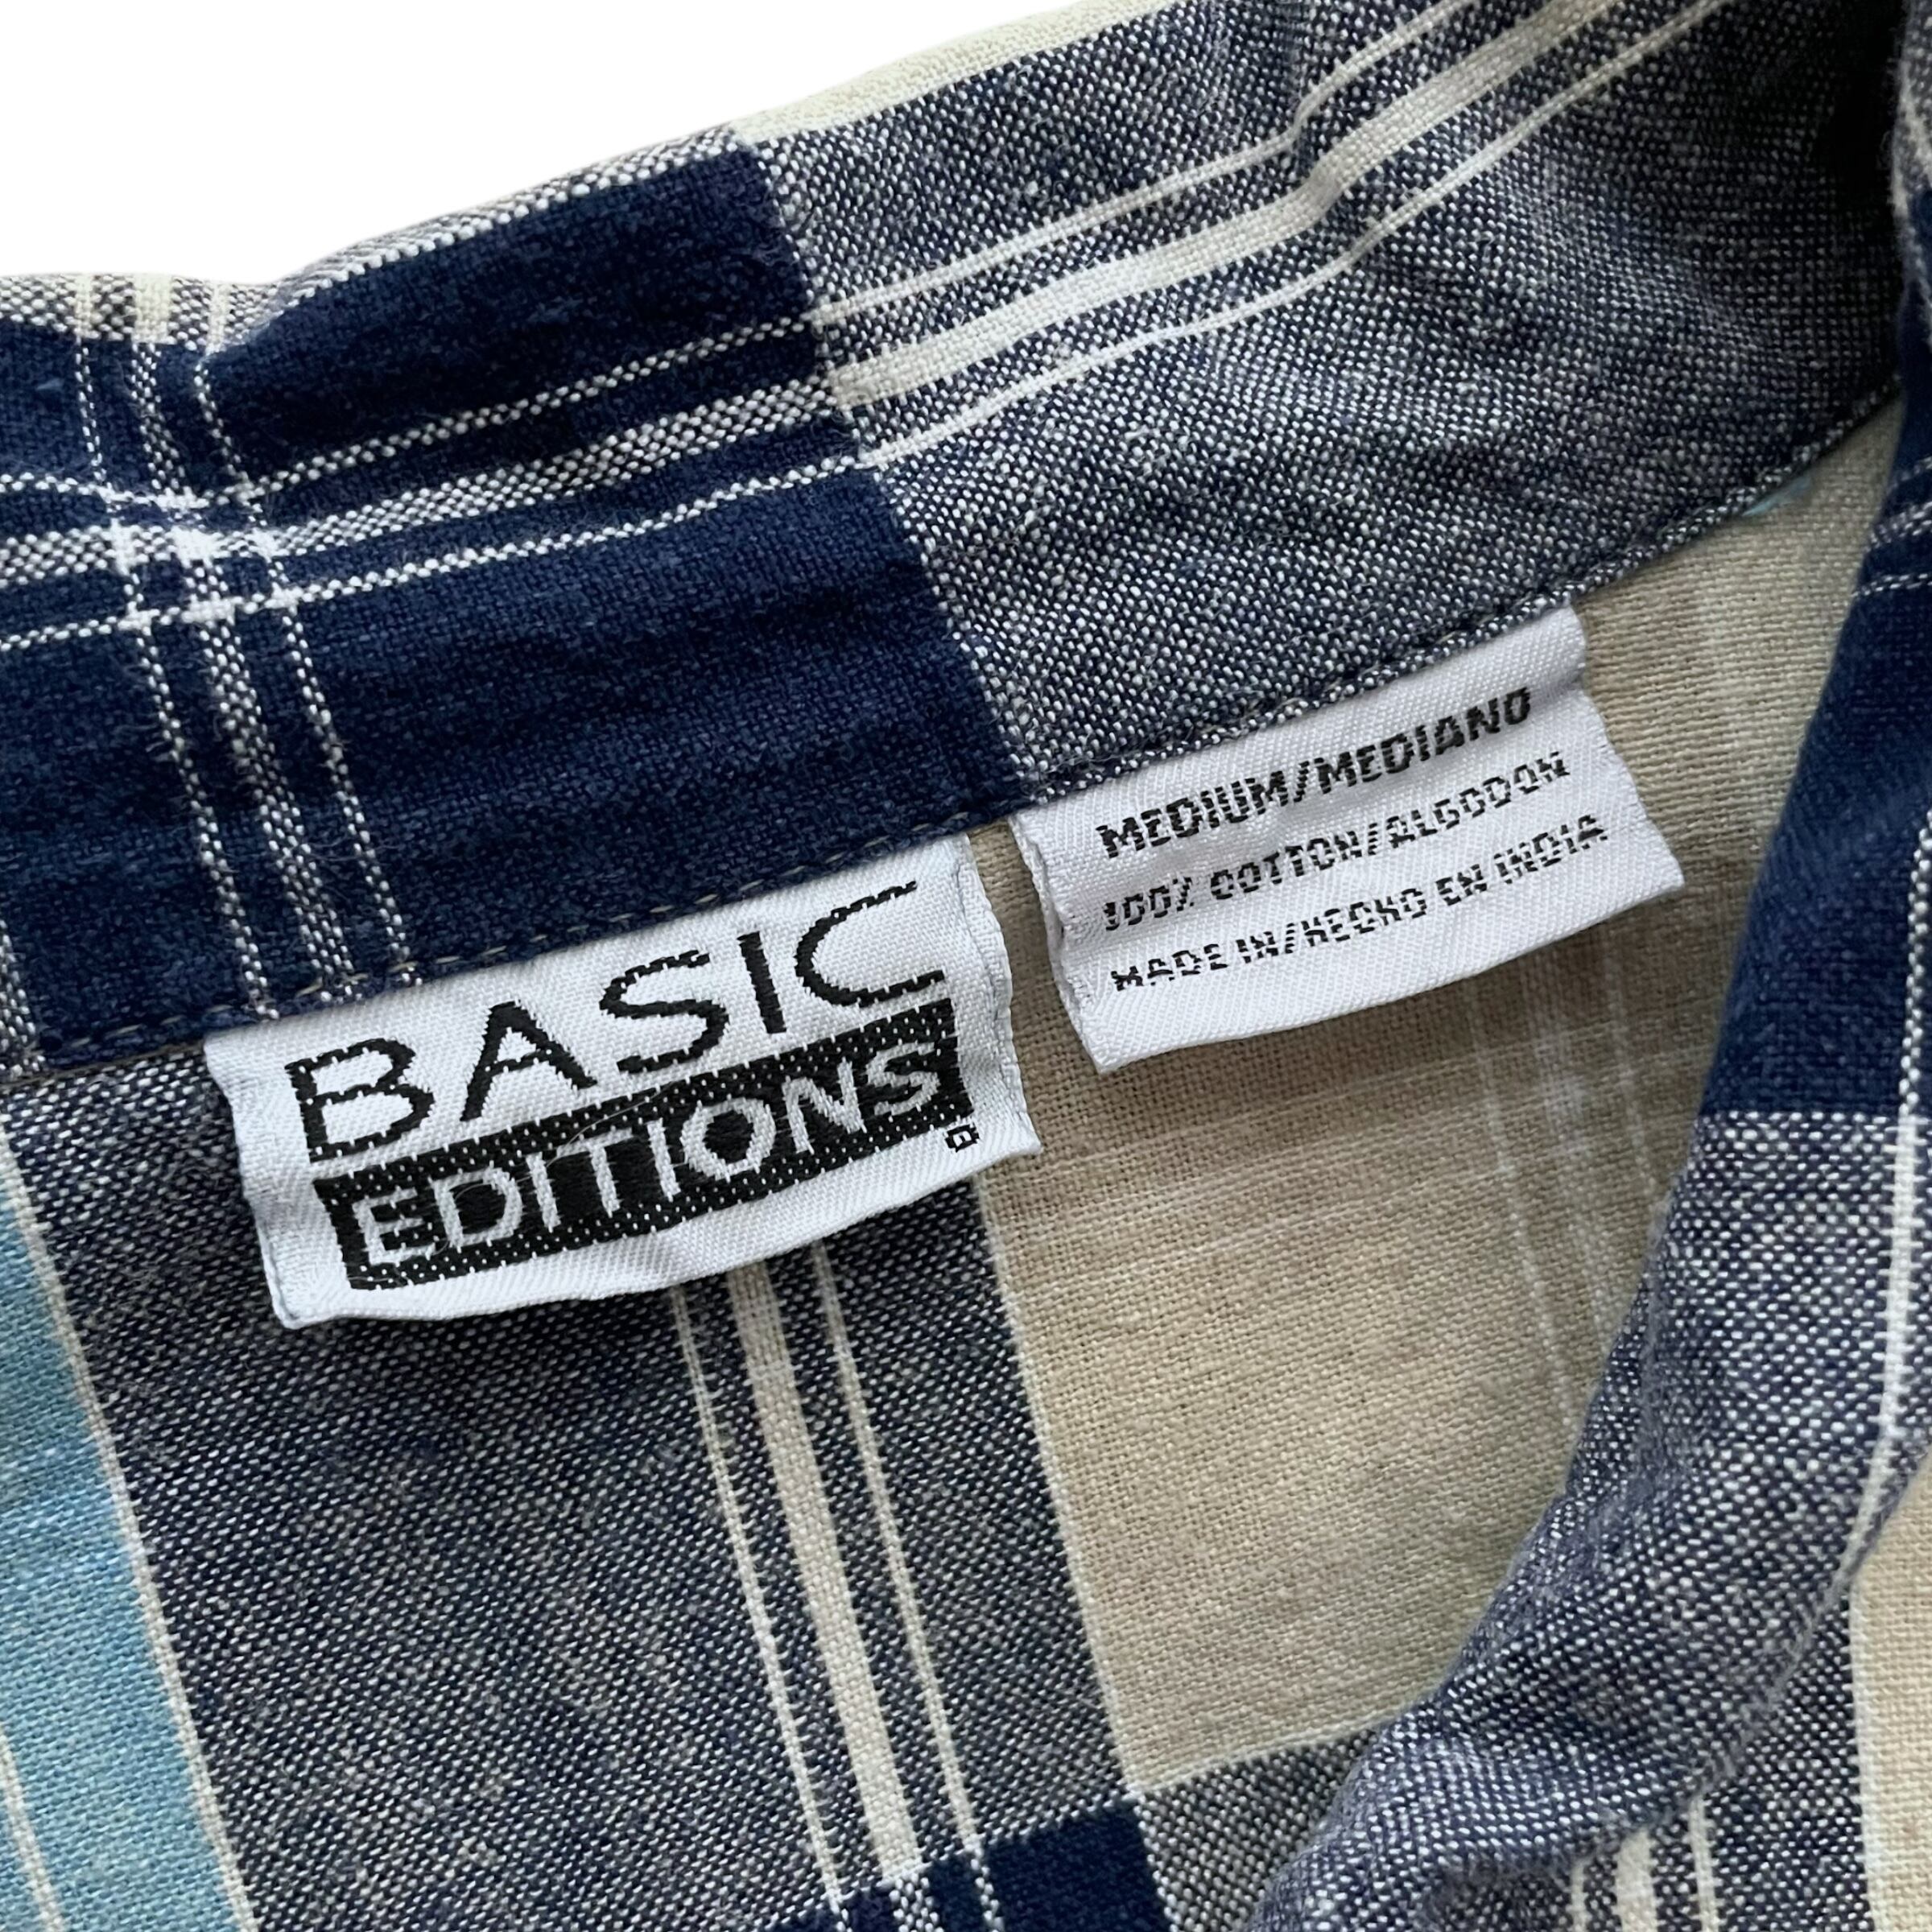 BASIC
EDITIONS
®
MEDIUM/MEDIANO
100% COTTON/ALGODON
MADE IN/HECHO EN INDIA